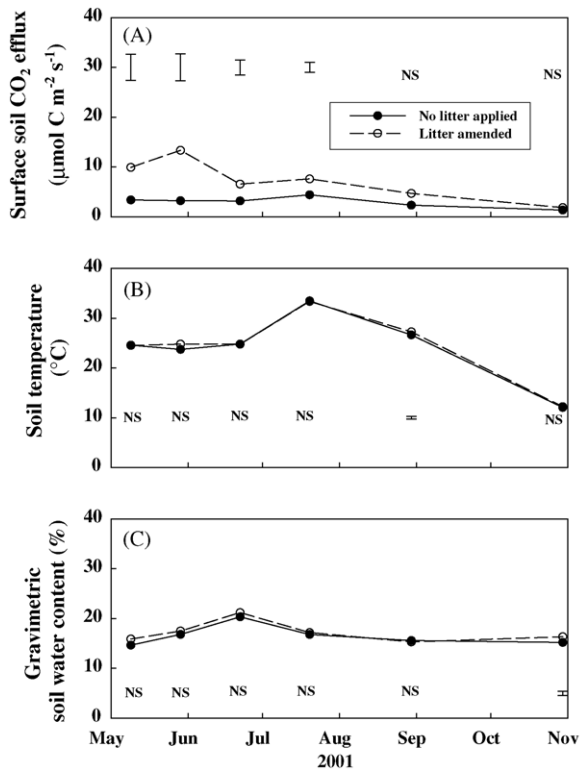 (A)
Surface soil CO₂ efflux
(μmol C m⁻² s⁻¹)
40
30
20
10
0
NS
NS
No litter applied
Litter amended
(B)
Soil temperature
(°C)
40
30
20
10
0
NS
NS
NS
NS
NS
(C)
Gravimetric
soil water content (%)
40
30
20
10
0
NS
NS
NS
NS
NS
May
Jun
Jul
Aug
Sep
Oct
Nov
2001